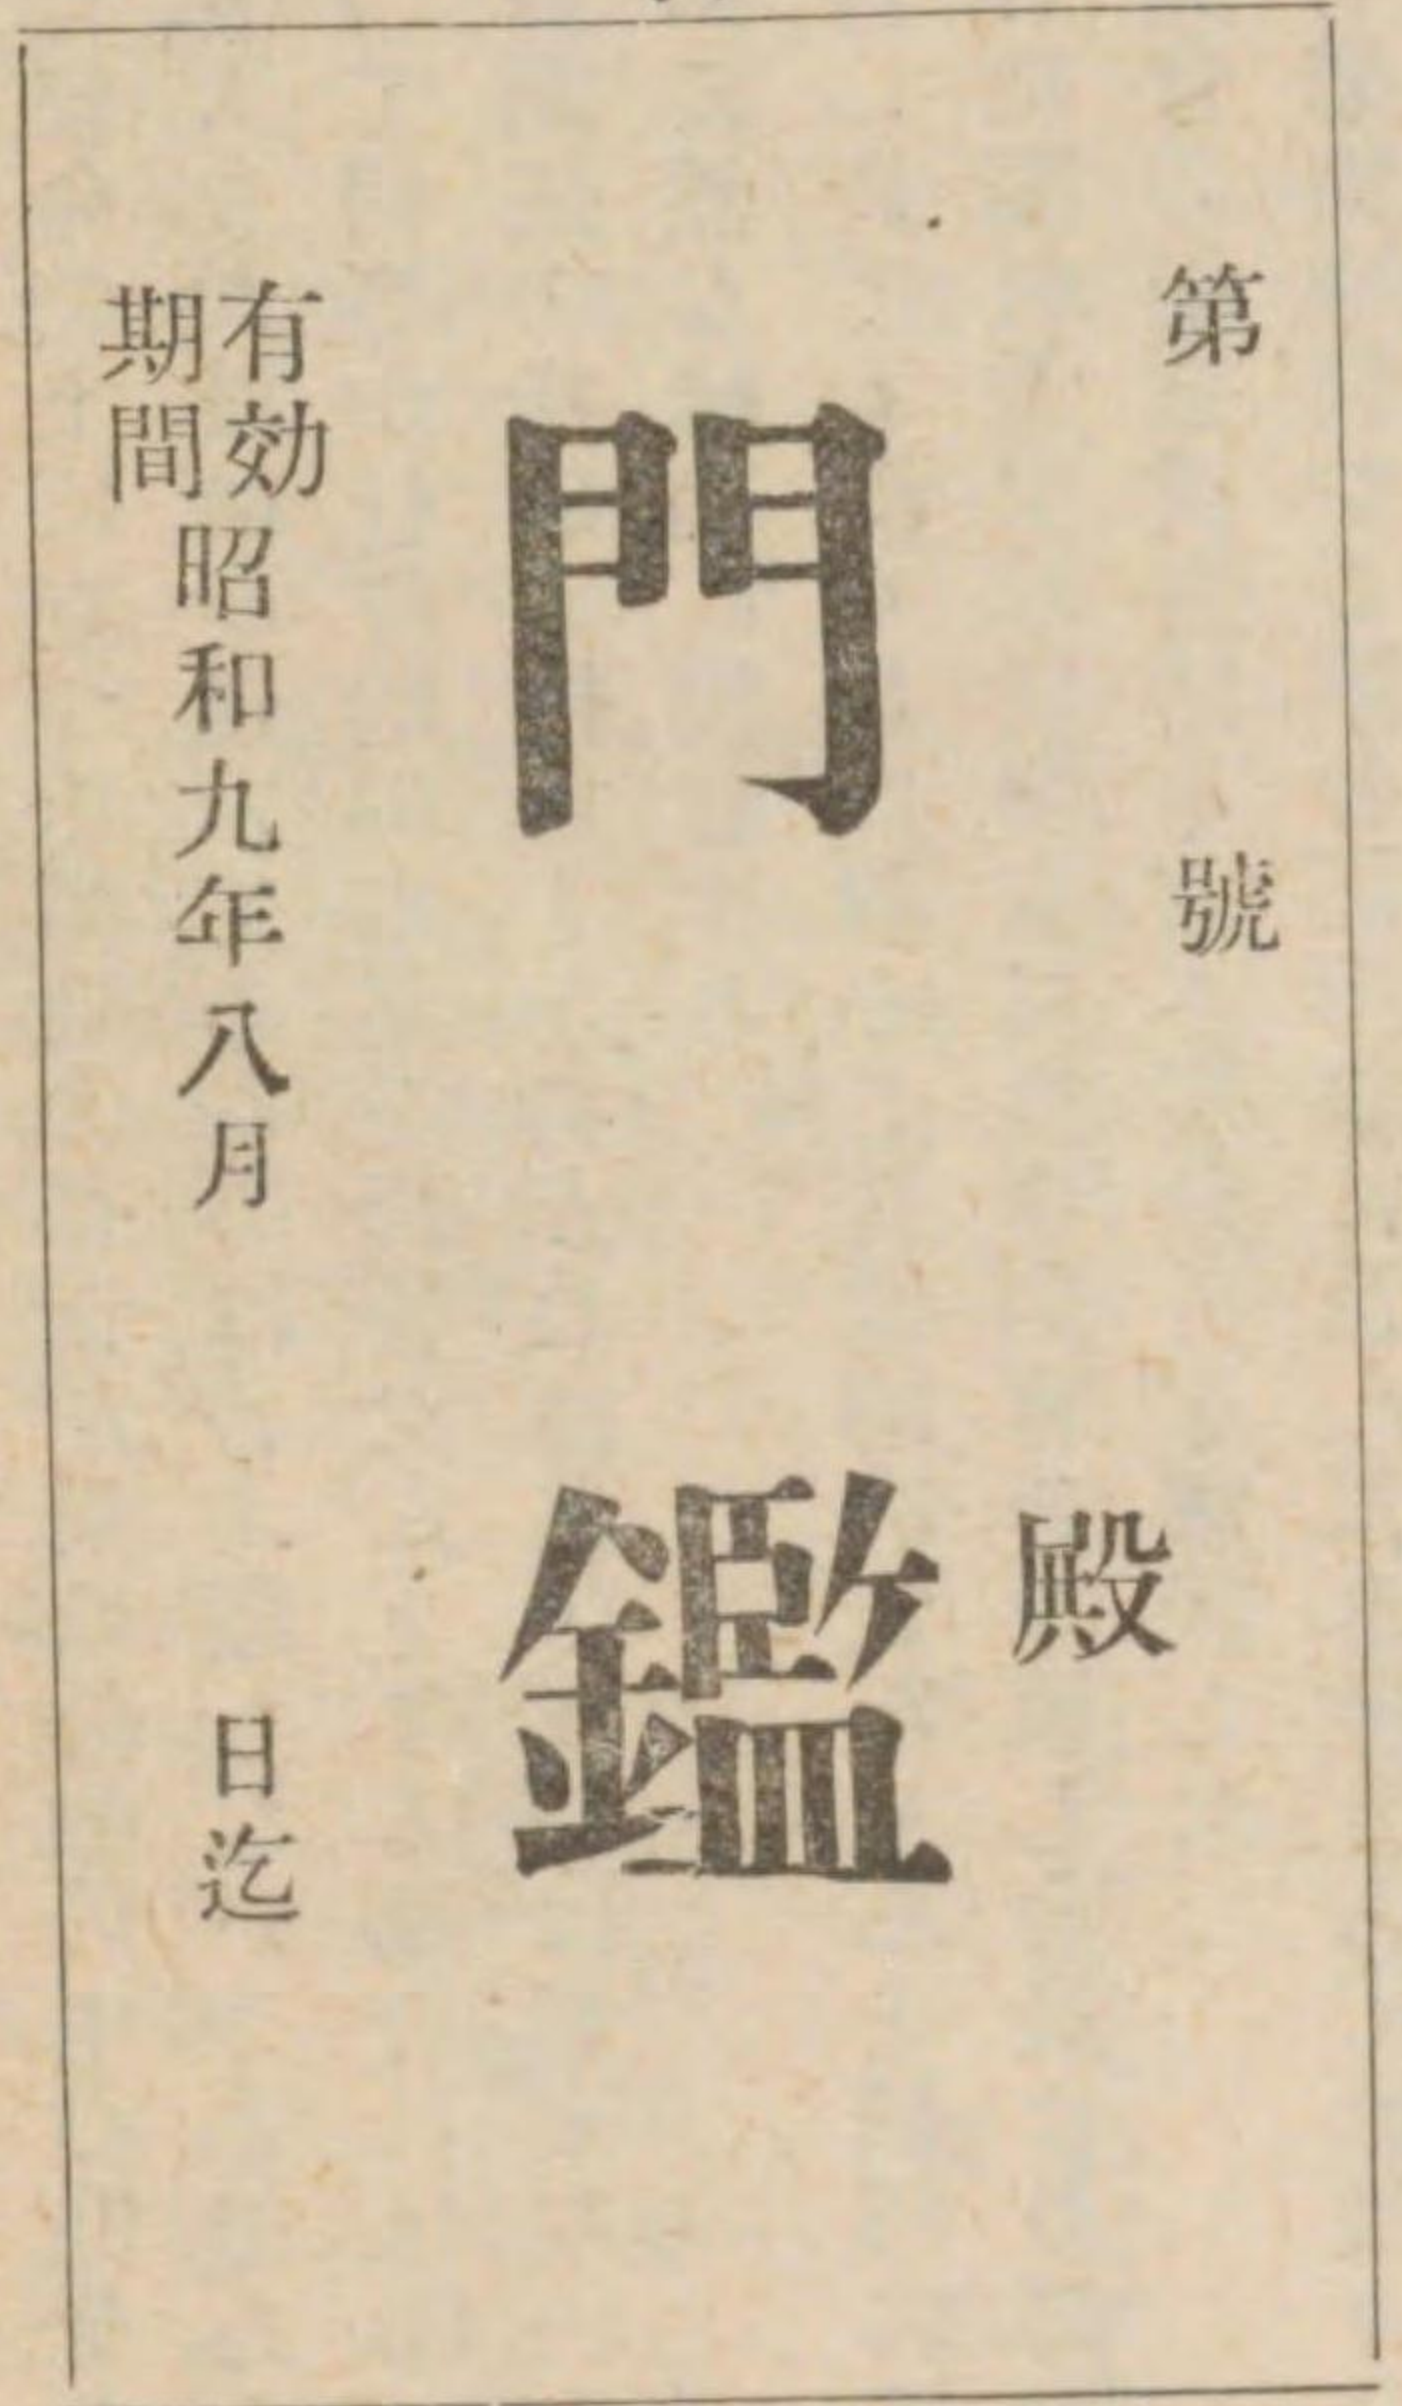 第號
殿
門鑑
有効
期間
昭和九年八月日迄